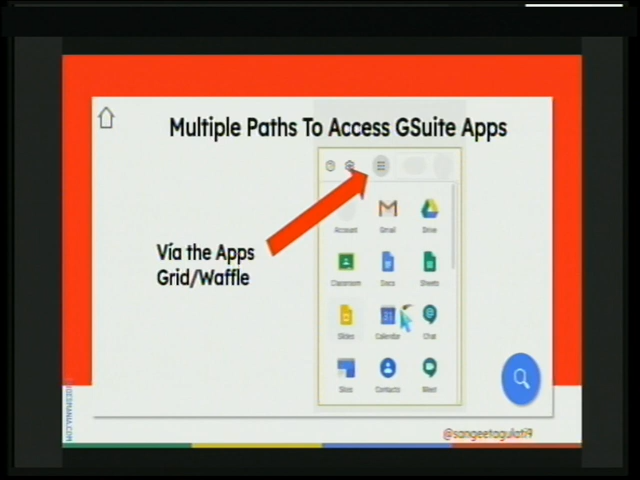 Multiple Paths To Access GSuite Apps
Via the Apps
Grid/Waffle
Account Gmail Drive
Classroom Docs Sheets
Slides Calendar Chat
Sites Contacts Meet
31
@sangeetagulati9